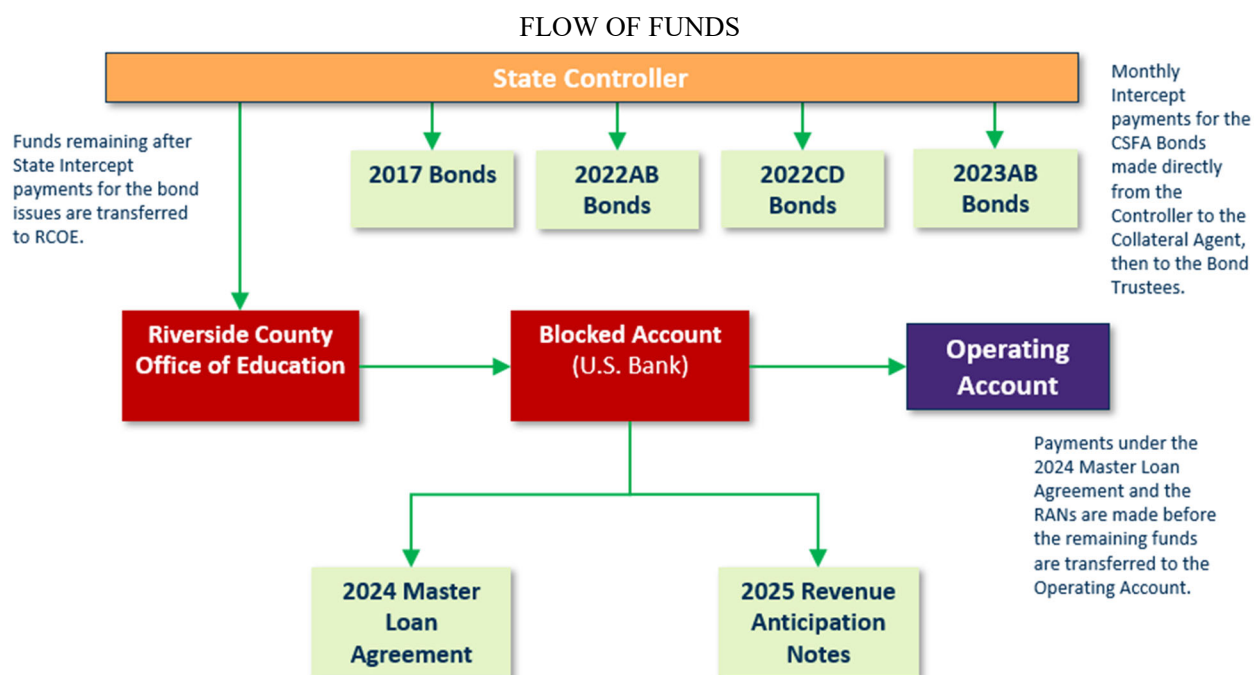 FLOW OF FUNDS
State Controller
Monthly
Intercept
payments for the
CSFA Bonds
made directly
from the
Controller to the
Collateral Agent,
then to the Bond
Trustees.
Funds remaining after
State Intercept
payments for the bond
issues are transferred
to RCOE.
2017 Bonds
2022AB
Bonds
2022CD
Bonds
2023AB
Bonds
Riverside County
Office of Education
Blocked Account
(U.S. Bank)
Operating
Account
Payments under the
2024 Master Loan
Agreement and the
RANs are made before
the remaining funds
are transferred to the
Operating Account.
2024 Master
Loan
Agreement
2025 Revenue
Anticipation
Notes